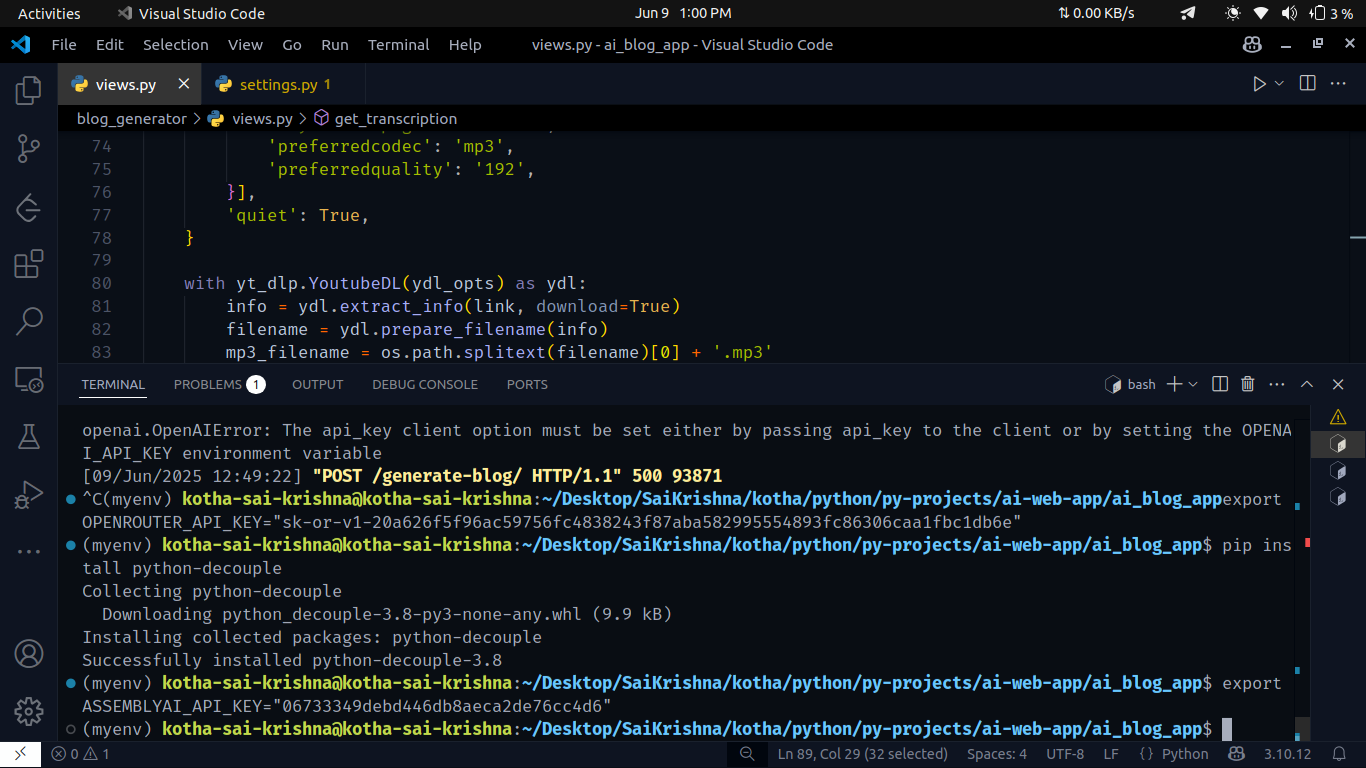 Activities Visual Studio Code Jun 9 1:00 PM 0.00 KB/s 3 %
File Edit Selection View Go Run Terminal Help views.py - ai_blog_app - Visual Studio Code
views.py settings.py 1
blog_generator > views.py > get_transcription
74 'preferredcodec': 'mp3',
75 'preferredquality': '192',
76 }],
77 'quiet': True,
78 }
79
80 with yt_dlp.YoutubeDL(ydl_opts) as ydl:
81 info = ydl.extract_info(link, download=True)
82 filename = ydl.prepare_filename(info)
83 mp3_filename = os.path.splitext(filename)[0] + '.mp3'
TERMINAL PROBLEMS 1 OUTPUT DEBUG CONSOLE PORTS bash
openai.OpenAIError: The api_key client option must be set either by passing api_key to the client or by setting the OPENA
I_API_KEY environment variable
[09/Jun/2025 12:49:22] "POST /generate-blog/ HTTP/1.1" 500 93871
^C(myenv) kotha-sai-krishna@kotha-sai-krishna:~/Desktop/SaiKrishna/kotha/python/py-projects/ai-web-app/ai_blog_appexport
OPENROUTER_API_KEY="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"
(myenv) kotha-sai-krishna@kotha-sai-krishna:~/Desktop/SaiKrishna/kotha/python/py-projects/ai-web-app/ai_blog_app$ pip ins
tall python-decouple
Collecting python-decouple
Downloading python_decouple-3.8-py3-none-any.whl (9.9 kB)
Installing collected packages: python-decouple
Successfully installed python-decouple-3.8
(myenv) kotha-sai-krishna@kotha-sai-krishna:~/Desktop/SaiKrishna/kotha/python/py-projects/ai-web-app/ai_blog_app$ export
ASSEMBLYAI_API_KEY="06733349debd446db8aeca2de76cc4d6"
(myenv) kotha-sai-krishna@kotha-sai-krishna:~/Desktop/SaiKrishna/kotha/python/py-projects/ai-web-app/ai_blog_app$
0 1 Ln 89, Col 29 (32 selected) Spaces: 4 UTF-8 LF { } Python 3.10.12